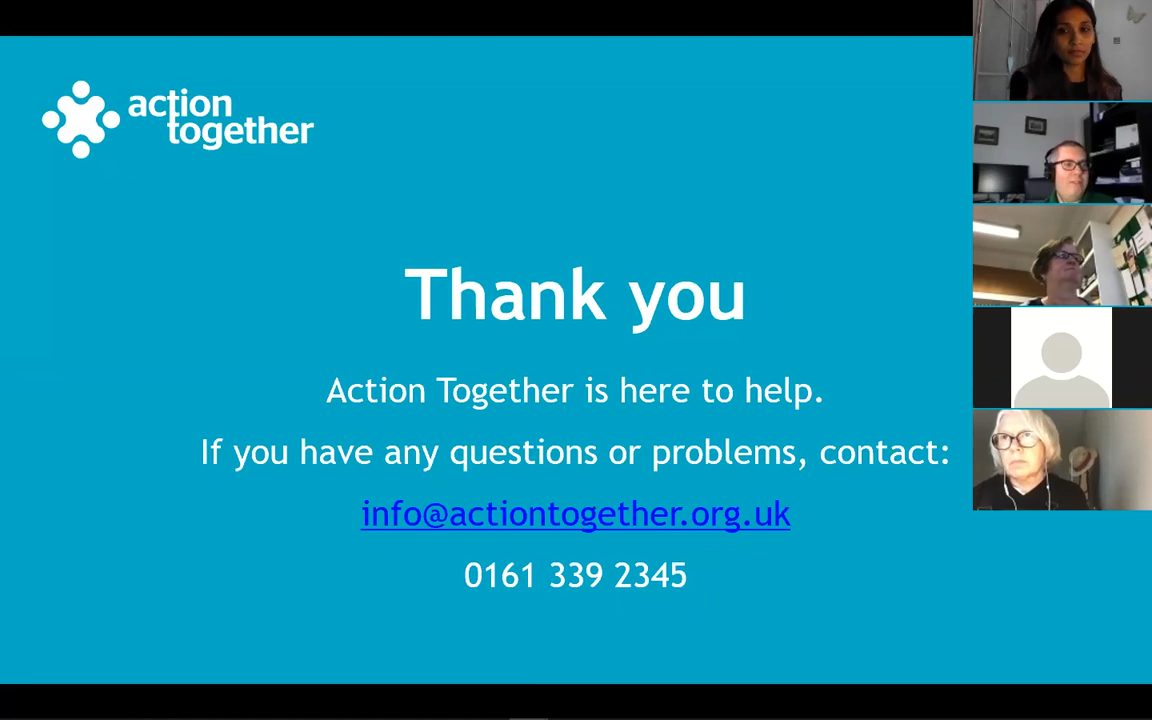 action
together
Thank you
Action Together is here to help.
If you have any questions or problems, contact:
info@actiontogether.org.uk
0161 339 2345